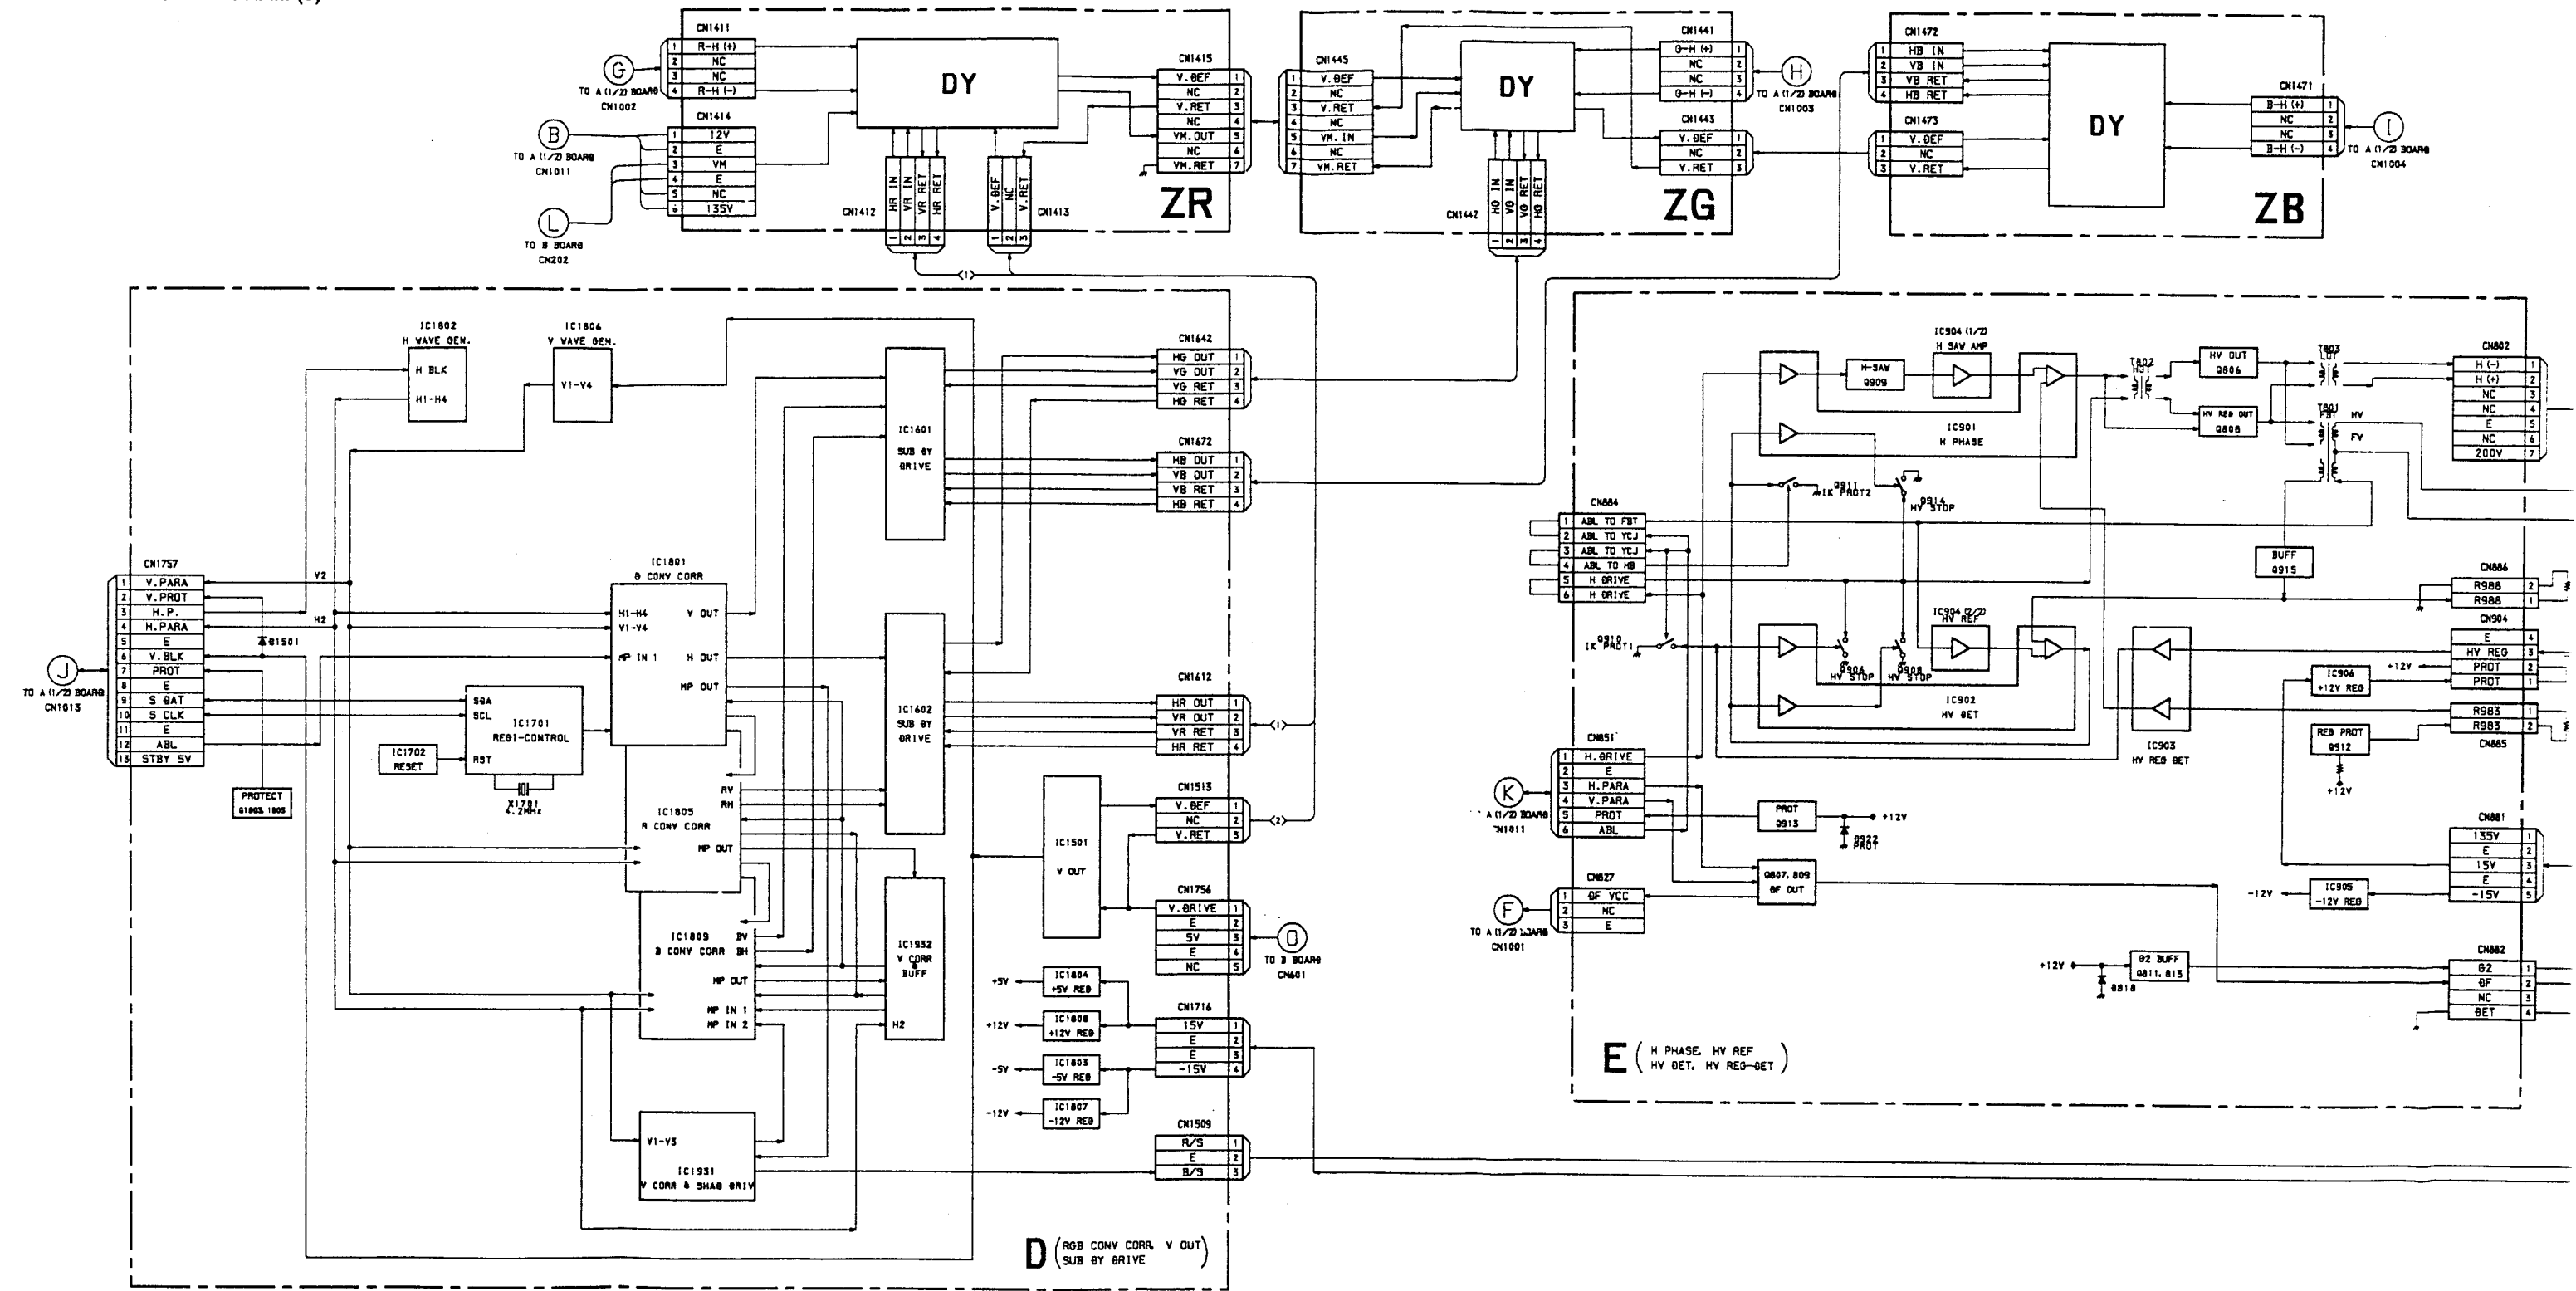 CN1411
1 R-H (+)
2 NC
3 NC
4 R-H (-)
G
TO A (1/2) BOARD
CN1002
CN1414
1 12V
2 E
3 VM
4 E
5 NC
6 135V
B
TO A (1/2) BOARD
CN1011
L
TO B BOARD
CN202
DY
CN1415
V.DEF 1
NC 2
V.RET 3
NC 4
VM.OUT 5
NC 6
VM.RET 7
CN1412
HR IN 1
VR IN 2
VR RET 3
HR RET 4
CN1413
V.DEF 1
NC 2
V.RET 3
ZR
CN1445
1 V.DEF
2 NC
3 V.RET
4 NC
5 VM.IN
6 NC
7 VM.RET
DY
CN1441
G-H (+) 1
NC 2
NC 3
G-H (-) 4
H
TO A (1/2) BOARD
CN1003
CN1443
V.DEF 1
NC 2
V.RET 3
CN1442
HG IN 1
VG IN 2
VG RET 3
HG RET 4
ZG
CN1472
1 HB IN
2 VB IN
3 VB RET
4 HB RET
CN1473
1 V.DEF
2 NC
3 V.RET
DY
CN1471
B-H (+) 1
NC 2
NC 3
B-H (-) 4
I
TO A (1/2) BOARD
CN1004
ZB
<1>
IC1802
H WAVE GEN.
H BLK
H1-H4
IC1806
V WAVE GEN.
V1-V4
IC1601
SUB DY
DRIVE
CN1642
HG OUT 1
VG OUT 2
VG RET 3
HG RET 4
CN1672
HB OUT 1
VB OUT 2
VB RET 3
HB RET 4
CN1757
1 V.PARA
2 V.PROT
3 H.P.
4 H.PARA
5 E
6 V.BLK
7 PROT
8 E
9 S DAT
10 S CLK
11 E
12 ABL
13 STBY 5V
J
TO A (1/2) BOARD
CN1013
V2
H2
D1501
PROTECT
IC1801
G CONV CORR
H1-H4
V1-V4
MP IN 1
V OUT
H OUT
MP OUT
IC1701
REGI-CONTROL
SDA
SCL
RST
IC1702
RESET
X1701
4.2MHz
IC1602
SUB DY
DRIVE
CN1612
HR OUT 1
VR OUT 2
VR RET 3
HR RET 4
<1>
IC1805
R CONV CORR
RV
RH
MP OUT
IC1501
V OUT
CN1513
V.DEF 1
NC 2
V.RET 3
<2>
CN1756
V.DRIVE 1
E 2
5V 3
E 4
NC 5
O
TO B BOARD
CN601
IC1809
B CONV CORR
BV
BH
MP OUT
MP IN 1
MP IN 2
IC1932
V CORR
&
BUFF
H2
+5V
IC1804
+5V REG
+12V
IC1808
+12V REG
-5V
IC1803
-5V REG
-12V
IC1807
-12V REG
CN1716
15V 1
E 2
E 3
-15V 4
CN1509
R/S 1
E 2
B/S 3
V1-V3
IC1931
V CORR & SHAG DRIV
D (RGB CONV CORR, V OUT
SUB DY DRIVE)
IC904 (1/2)
H SAW AMP
H-SAW
Q909
IC901
H PHASE
T802
HDT
HV OUT
Q806
HV REG OUT
Q808
T803
LOT
T801
FBT
HV
FV
CN802
H (-) 1
H (+) 2
NC 3
NC 4
E 5
NC 6
200V 7
Q911
IK PROT2
Q914
HV STOP
CN884
1 ABL TO FBT
2 ABL TO YCJ
3 ABL TO YCJ
4 ABL TO HB
5 H DRIVE
6 H DRIVE
BUFF
Q915
CN886
R988 2
R988 1
Q910
IK PROT1
Q904
HV STOP
Q908
HV STOP
IC904 (2/2)
HV REF
IC902
HV DET
IC903
HV REG DET
CN904
E 4
HV REG 3
PROT 2
PROT 1
+12V
IC906
+12V REG
R983 1
R983 2
CN885
REG PROT
Q912
+12V
CN851
1 H.DRIVE
2 E
3 H.PARA
4 V.PARA
5 PROT
6 ABL
K
A (1/2) BOARD
CN1011
PROT
Q913
+12V
D922
PROT
Q807, 809
DF OUT
CN827
1 DF VCC
2 NC
3 E
F
TO A (1/2) BOARD
CN1001
CN881
135V 1
E 2
15V 3
E 4
-15V 5
-12V
IC905
-12V REG
+12V
D818
G2 BUFF
Q811, 813
CN882
G2 1
DF 2
NC 3
DET 4
E (H PHASE, HV REF
HV DET, HV REG-DET)